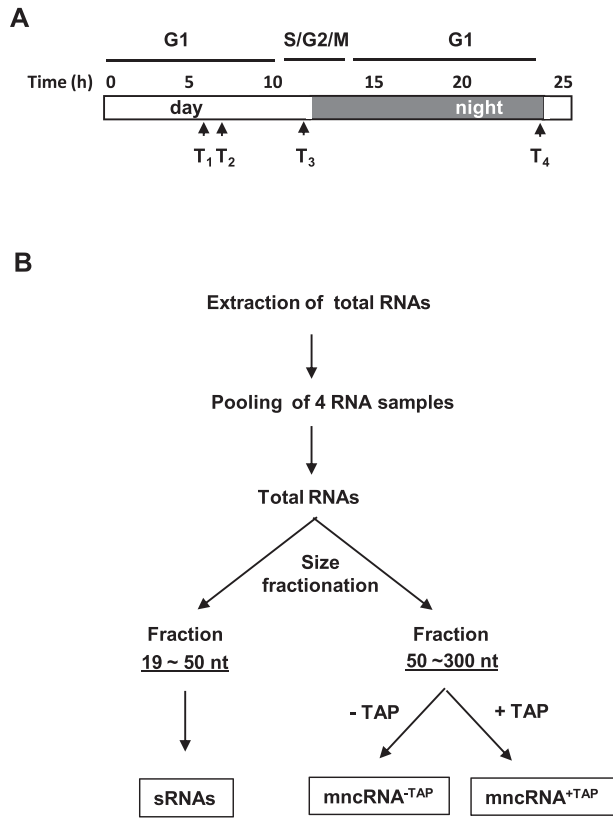 A
G1 S/G2/M G1
Time (h) 0 5 10 15 20 25
day night
T1 T2 T3 T4
B
Extraction of total RNAs
Pooling of 4 RNA samples
Total RNAs
Size
fractionation
Fraction Fraction
19 ~ 50 nt 50 ~300 nt
- TAP + TAP
sRNAs mncRNA-TAP mncRNA+TAP